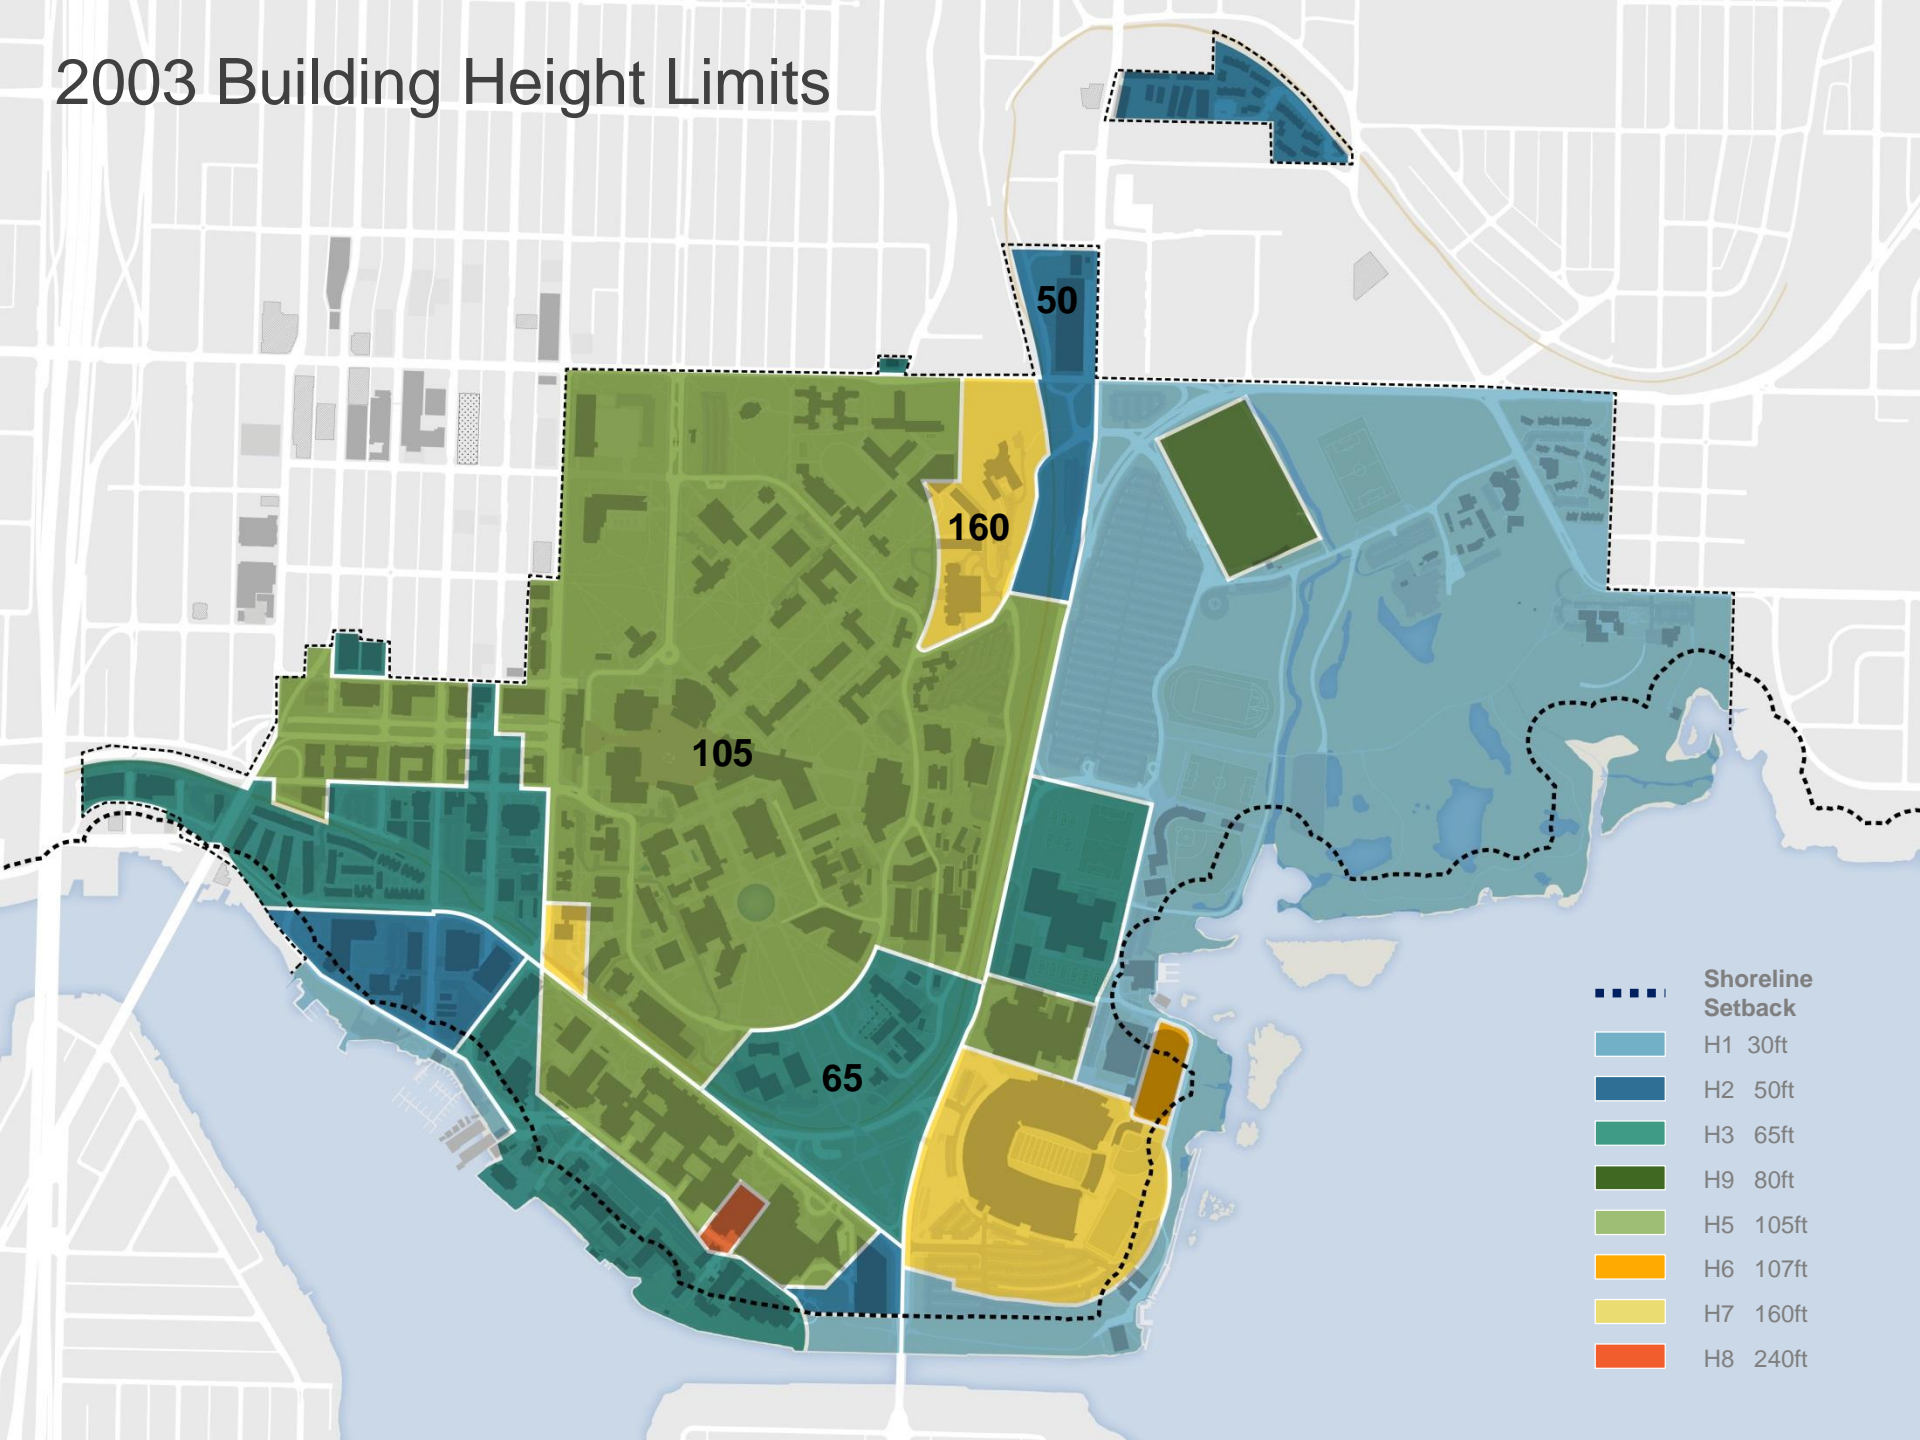 2003 Building Height Limits
50
160
105
65
Shoreline
Setback
H1 30ft
H2 50ft
H3 65ft
H9 80ft
H5 105ft
H6 107ft
H7 160ft
H8 240ft